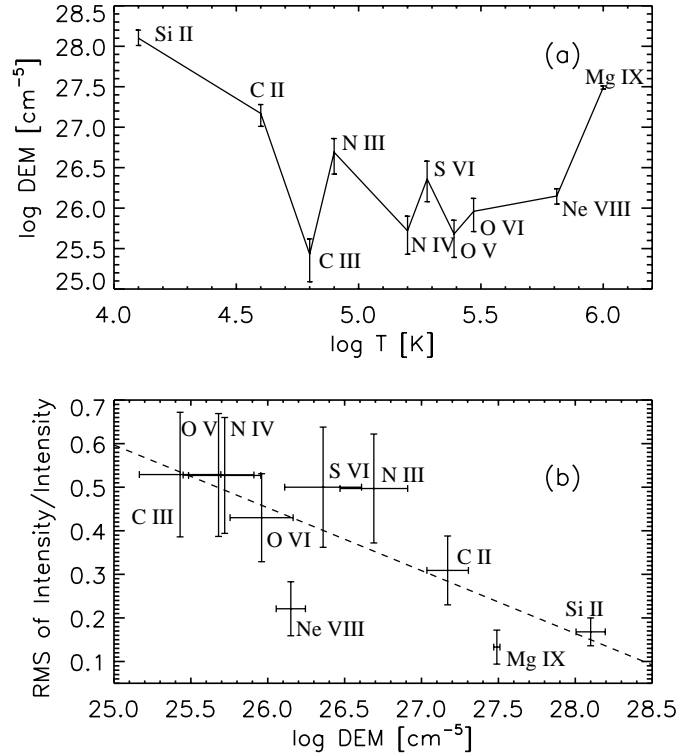 28.5
28.0
27.5
27.0
26.5
26.0
25.5
25.0
log DEM [cm⁻⁵]
(a)
Si II
C II
C III
N III
N IV
S VI
O V
O VI
Ne VIII
Mg IX
4.0 4.5 5.0 5.5 6.0
log T [K]
0.7
0.6
0.5
0.4
0.3
0.2
0.1
RMS of Intensity/Intensity
(b)
O V
N IV
S VI
N III
C III
O VI
C II
Ne VIII
Si II
Mg IX
25.0 25.5 26.0 26.5 27.0 27.5 28.0 28.5
log DEM [cm⁻⁵]